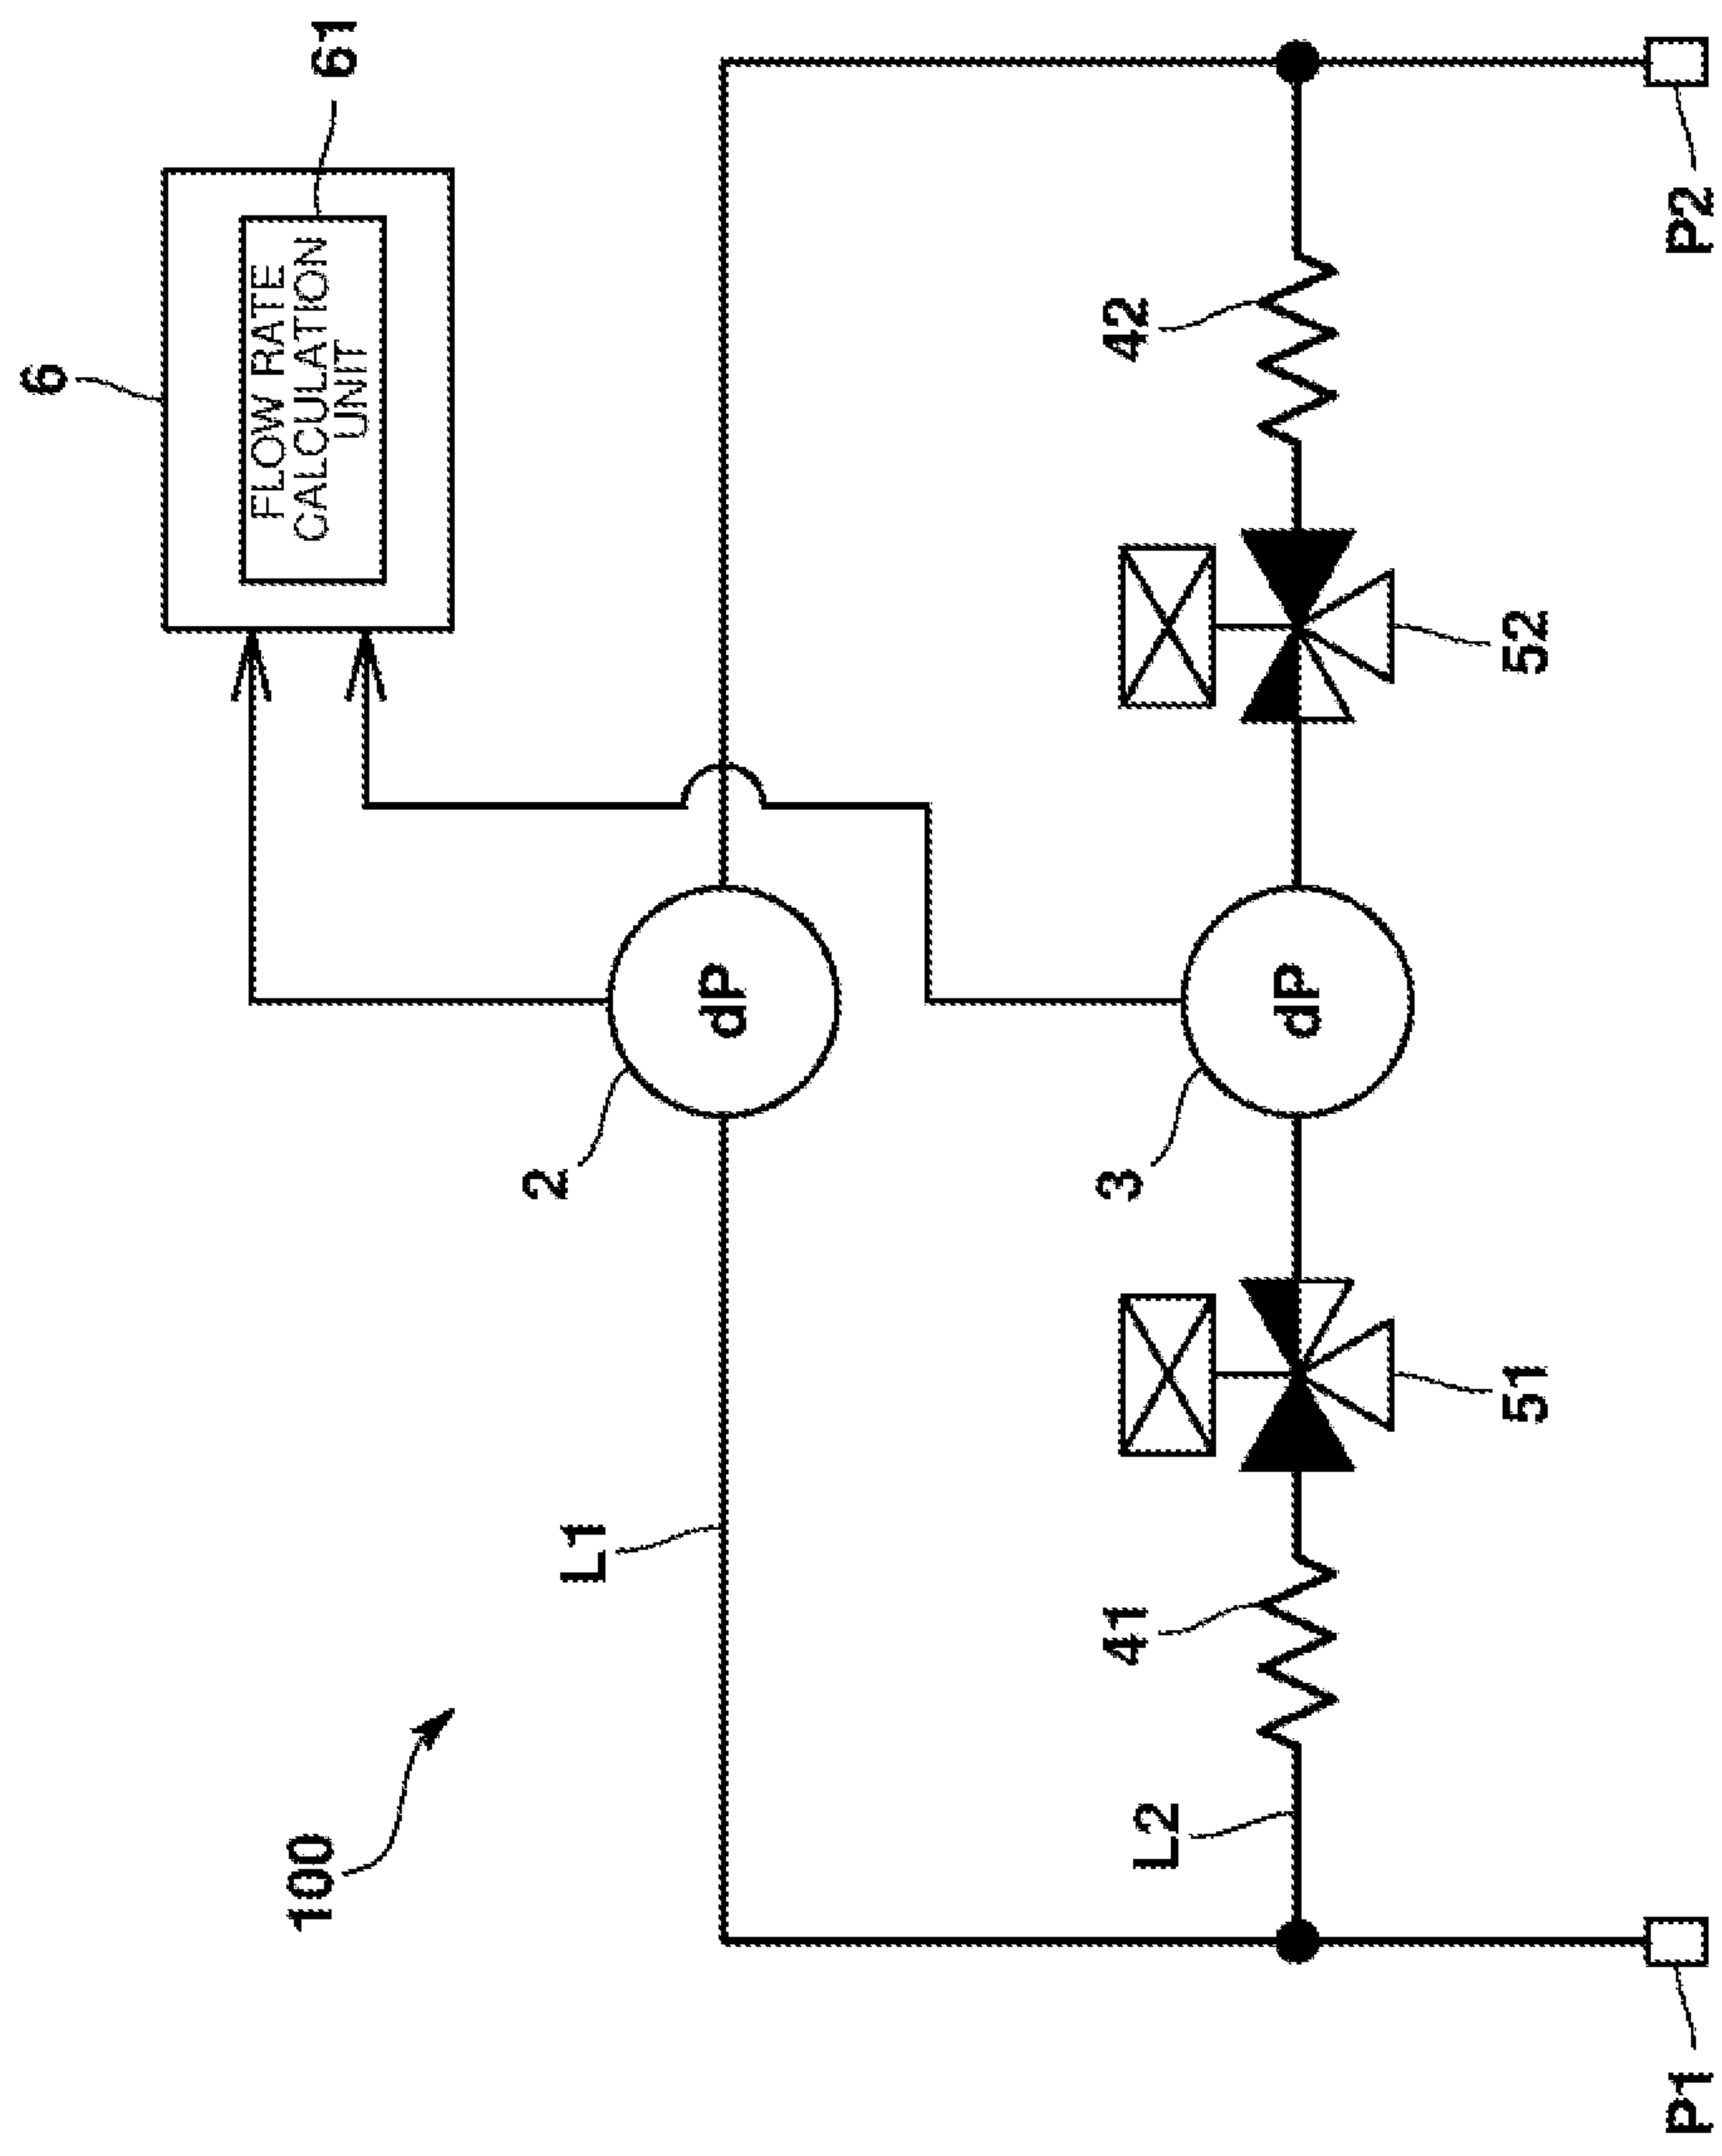 100
6
61
FLOW RATE
CALCULATION
UNIT
L1
2
dP
L2
41
3
dP
42
51
52
P1
P2